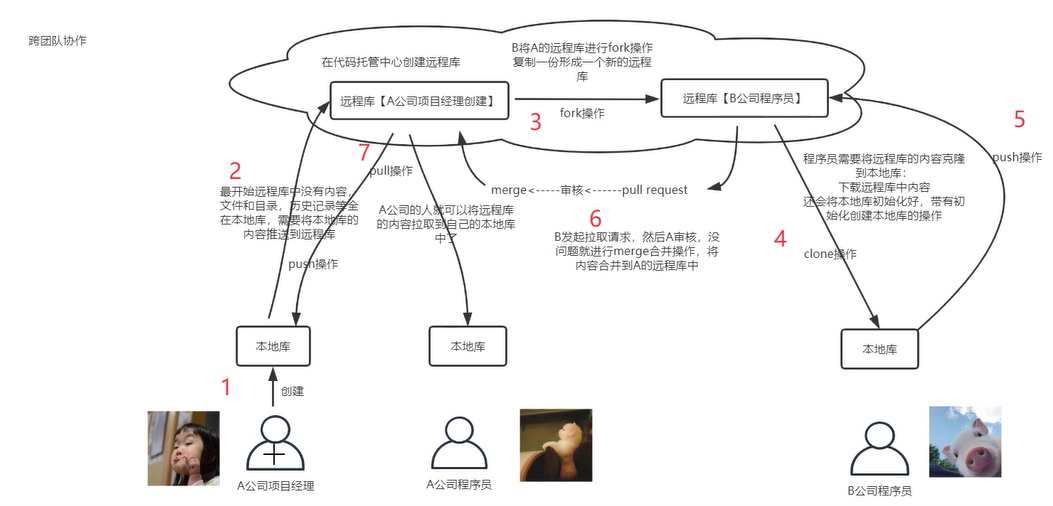 跨团队协作
在代码托管中心创建远程库
B将A的远程库进行fork操作
复制一份形成一个新的远程
库
远程库【A公司项目经理创建】
远程库【B公司程序员】
3
fork操作
5
push操作
7
pull操作
2
最开始远程库中没有内容，
文件和目录，历史记录等全
在本地库，需要将本地库的
内容推送到远程库
push操作
A公司的人就可以将远程库
的内容拉取到自己的本地库
中了
merge<-----审核<------pull request
6
B发起拉取请求，然后A审核，没
问题就进行merge合并操作，将
内容合并到A的远程库中
程序员需要将远程库的内容克隆
到本地库：
下载远程库中内容
还会将本地库初始化好，带有初
始化创建本地库的操作
4
clone操作
本地库
本地库
本地库
1
创建
A公司项目经理
A公司程序员
B公司程序员